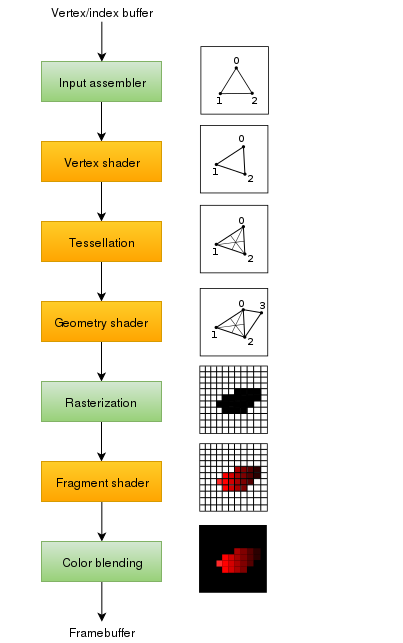 Vertex/index buffer
Input assembler
0
1 2
Vertex shader
0
1
2
Tessellation
0
1
2
Geometry shader
0 3
1
2
Rasterization
Fragment shader
Color blending
Framebuffer